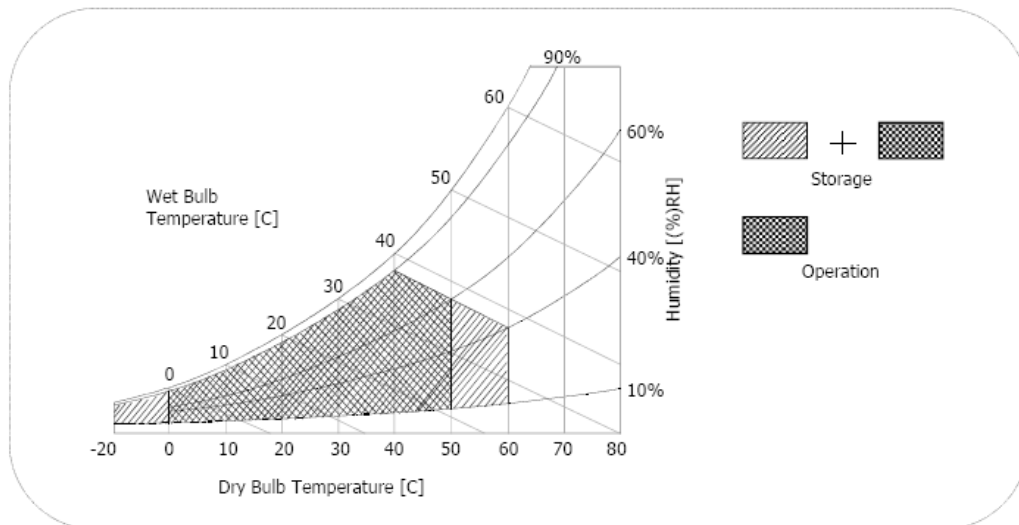 90%
60
60%
50
Wet Bulb
Temperature [C]
Storage
40
40%
Humidity [(%)RH]
30
Operation
20
10
0
10%
-20 0 10 20 30 40 50 60 70 80
Dry Bulb Temperature [C]